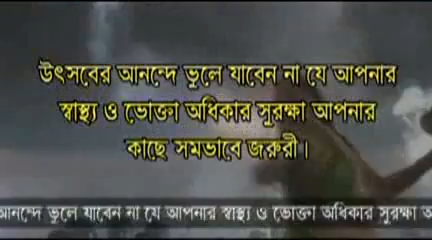 উৎসবের আনন্দে ভুলে যাবেন না যে আপনার
স্বাস্থ্য ও ভোক্তা অধিকার সুরক্ষা আপনার
কাছে সমভাবে জরুরী।
আনন্দে ভুলে যাবেন না যে আপনার স্বাস্থ্য ও ভোক্তা অধিকার সুরক্ষা আ